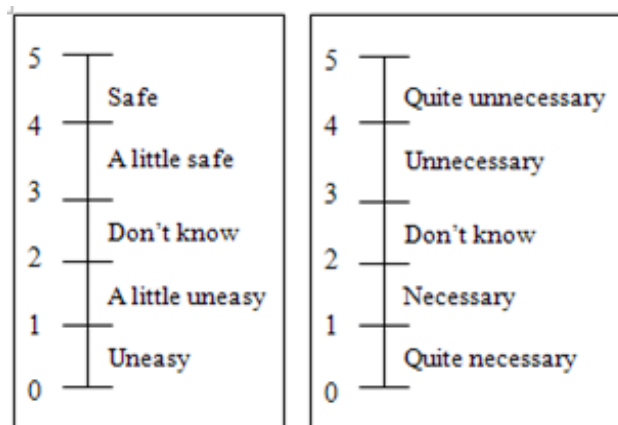 5
Safe
4
A little safe
3
Don't know
2
A little uneasy
1
Uneasy
0
5
Quite unnecessary
4
Unnecessary
3
Don't know
2
Necessary
1
Quite necessary
0